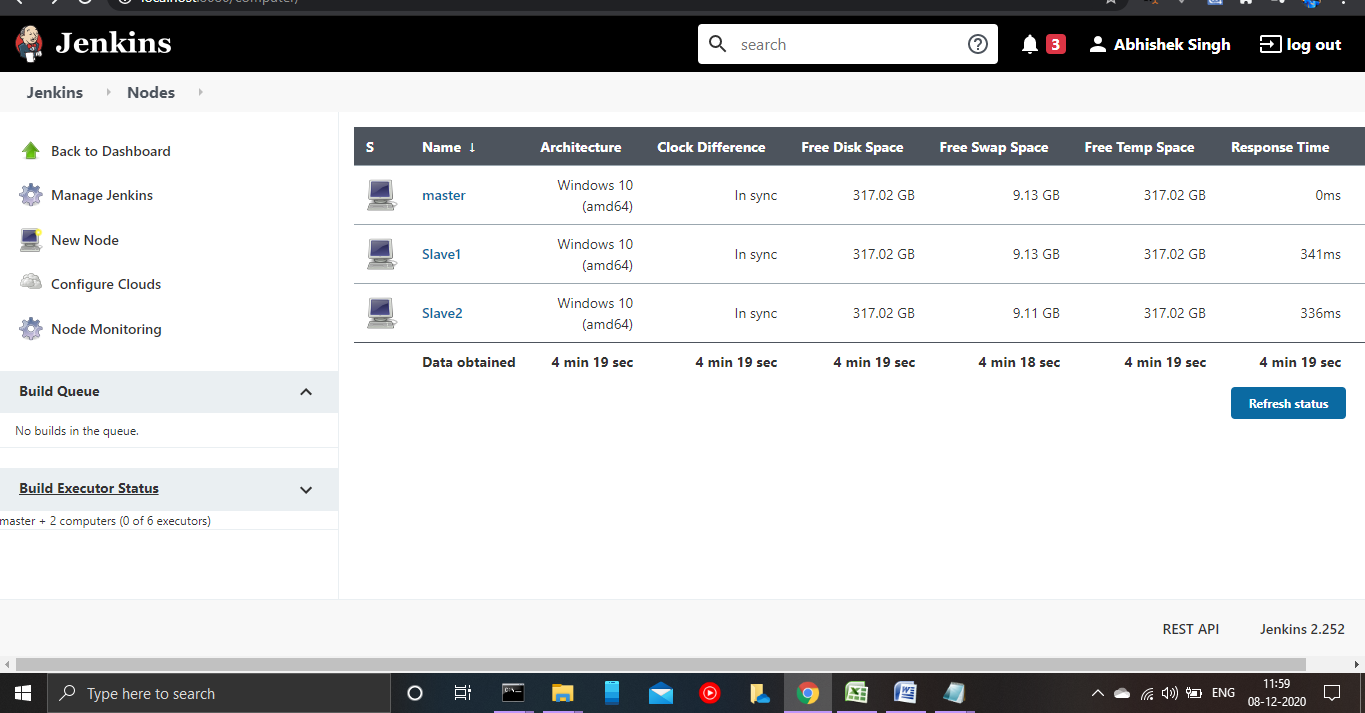 Jenkins
search
3
Abhishek Singh
log out
Jenkins
Nodes
Back to Dashboard
Manage Jenkins
New Node
Configure Clouds
Node Monitoring
Build Queue
No builds in the queue.
Build Executor Status
master + 2 computers (0 of 6 executors)
S Name ↓ Architecture Clock Difference Free Disk Space Free Swap Space Free Temp Space Response Time
master Windows 10 (amd64) In sync 317.02 GB 9.13 GB 317.02 GB 0ms
Slave1 Windows 10 (amd64) In sync 317.02 GB 9.13 GB 317.02 GB 341ms
Slave2 Windows 10 (amd64) In sync 317.02 GB 9.11 GB 317.02 GB 336ms
Data obtained 4 min 19 sec 4 min 19 sec 4 min 19 sec 4 min 18 sec 4 min 19 sec 4 min 19 sec
Refresh status
REST API Jenkins 2.252
Type here to search
ENG
11:59
08-12-2020